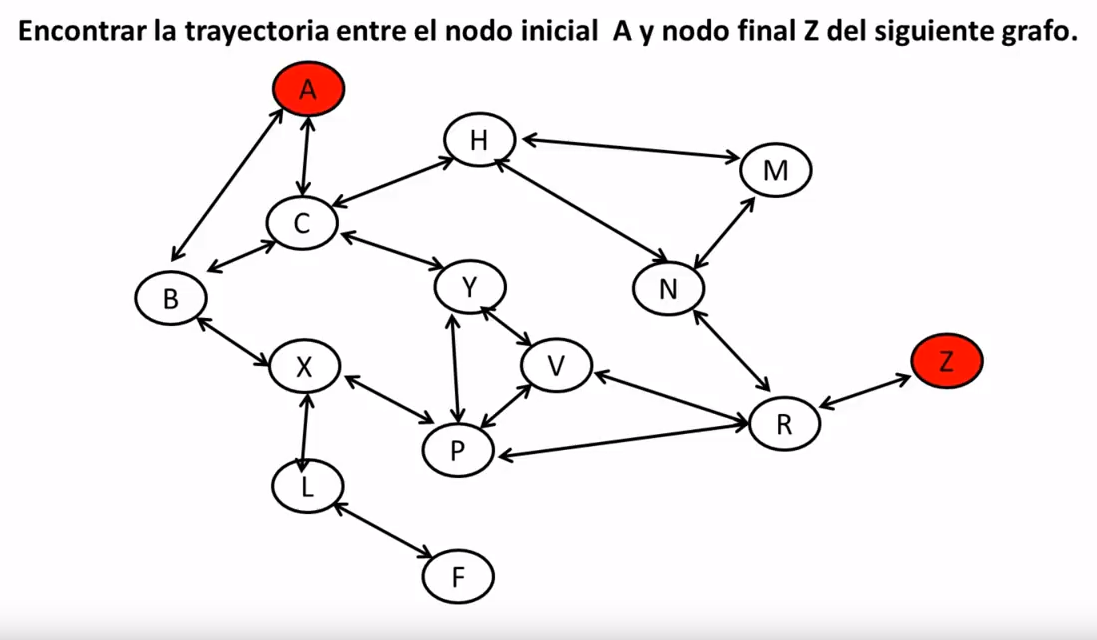 Encontrar la trayectoria entre el nodo inicial A y nodo final Z del siguiente grafo.
A
H
M
C
Y
N
B
X
V
Z
R
P
L
F